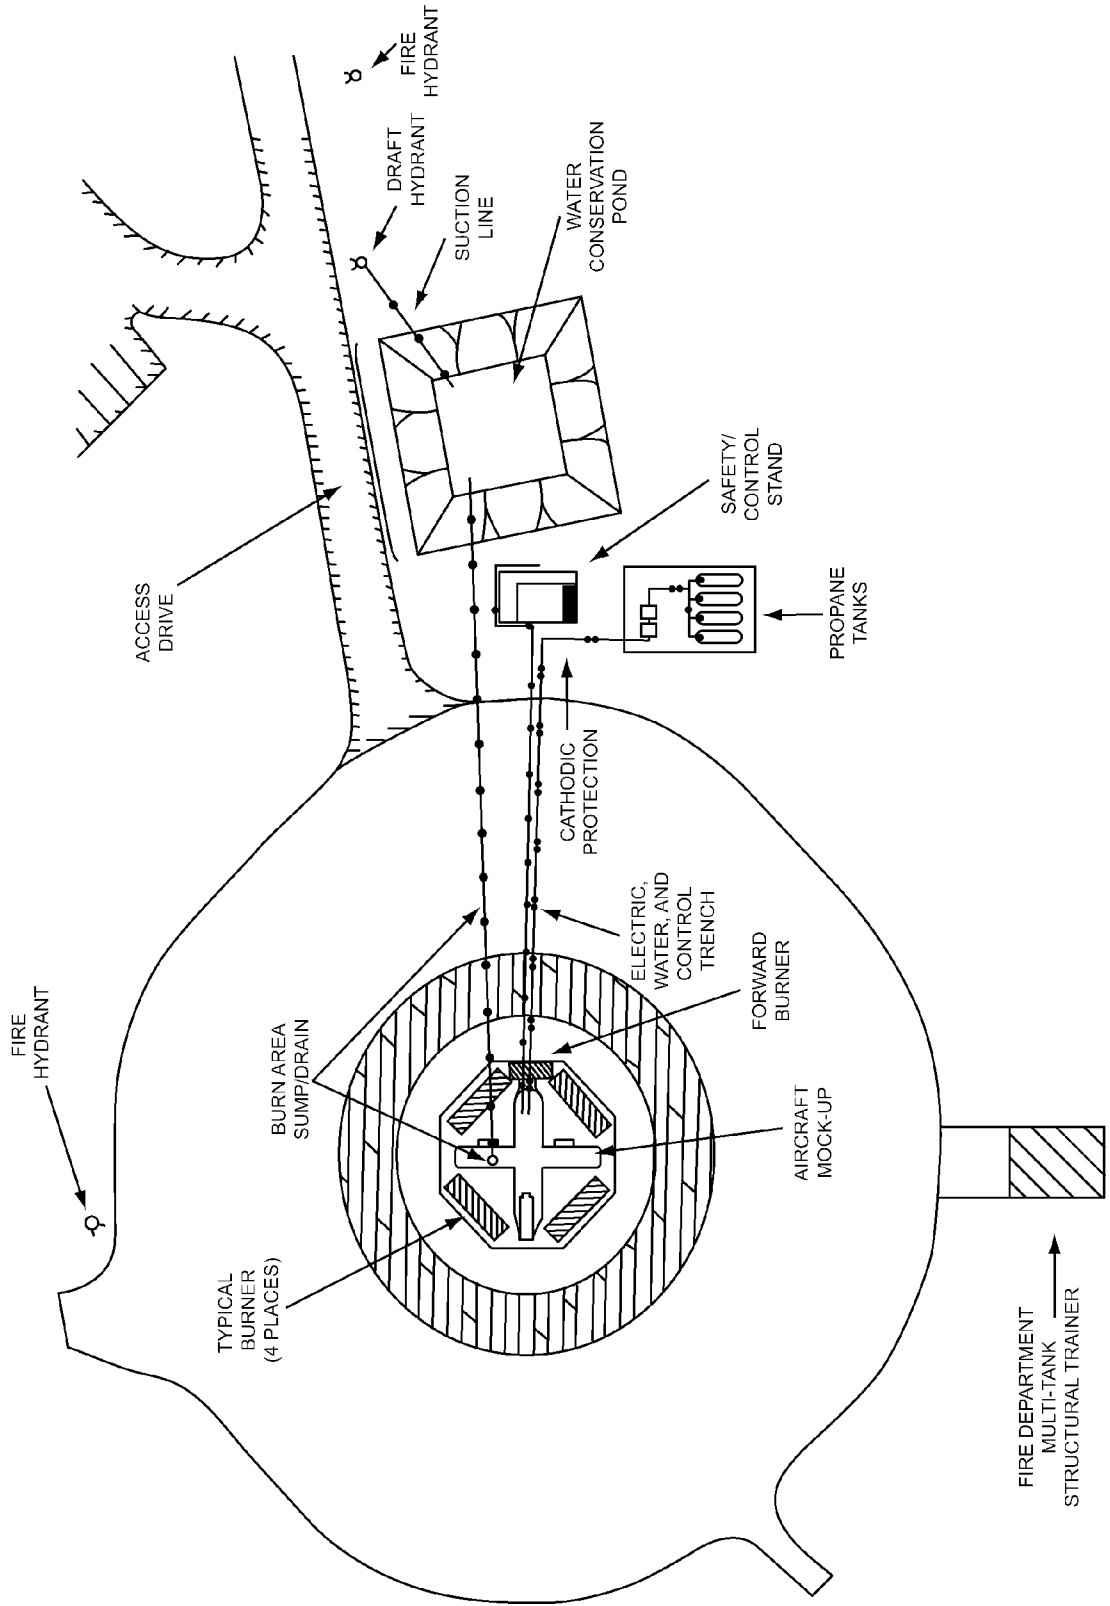 FIRE
HYDRANT
DRAFT
HYDRANT
SUCTION
LINE
WATER
CONSERVATION
POND
ACCESS
DRIVE
SAFETY/
CONTROL
STAND
PROPANE
TANKS
CATHODIC
PROTECTION
ELECTRIC,
WATER, AND
CONTROL
TRENCH
FORWARD
BURNER
FIRE
HYDRANT
BURN AREA
SUMP/DRAIN
AIRCRAFT
MOCK-UP
TYPICAL
BURNER
(4 PLACES)
FIRE DEPARTMENT
MULTI-TANK
STRUCTURAL TRAINER